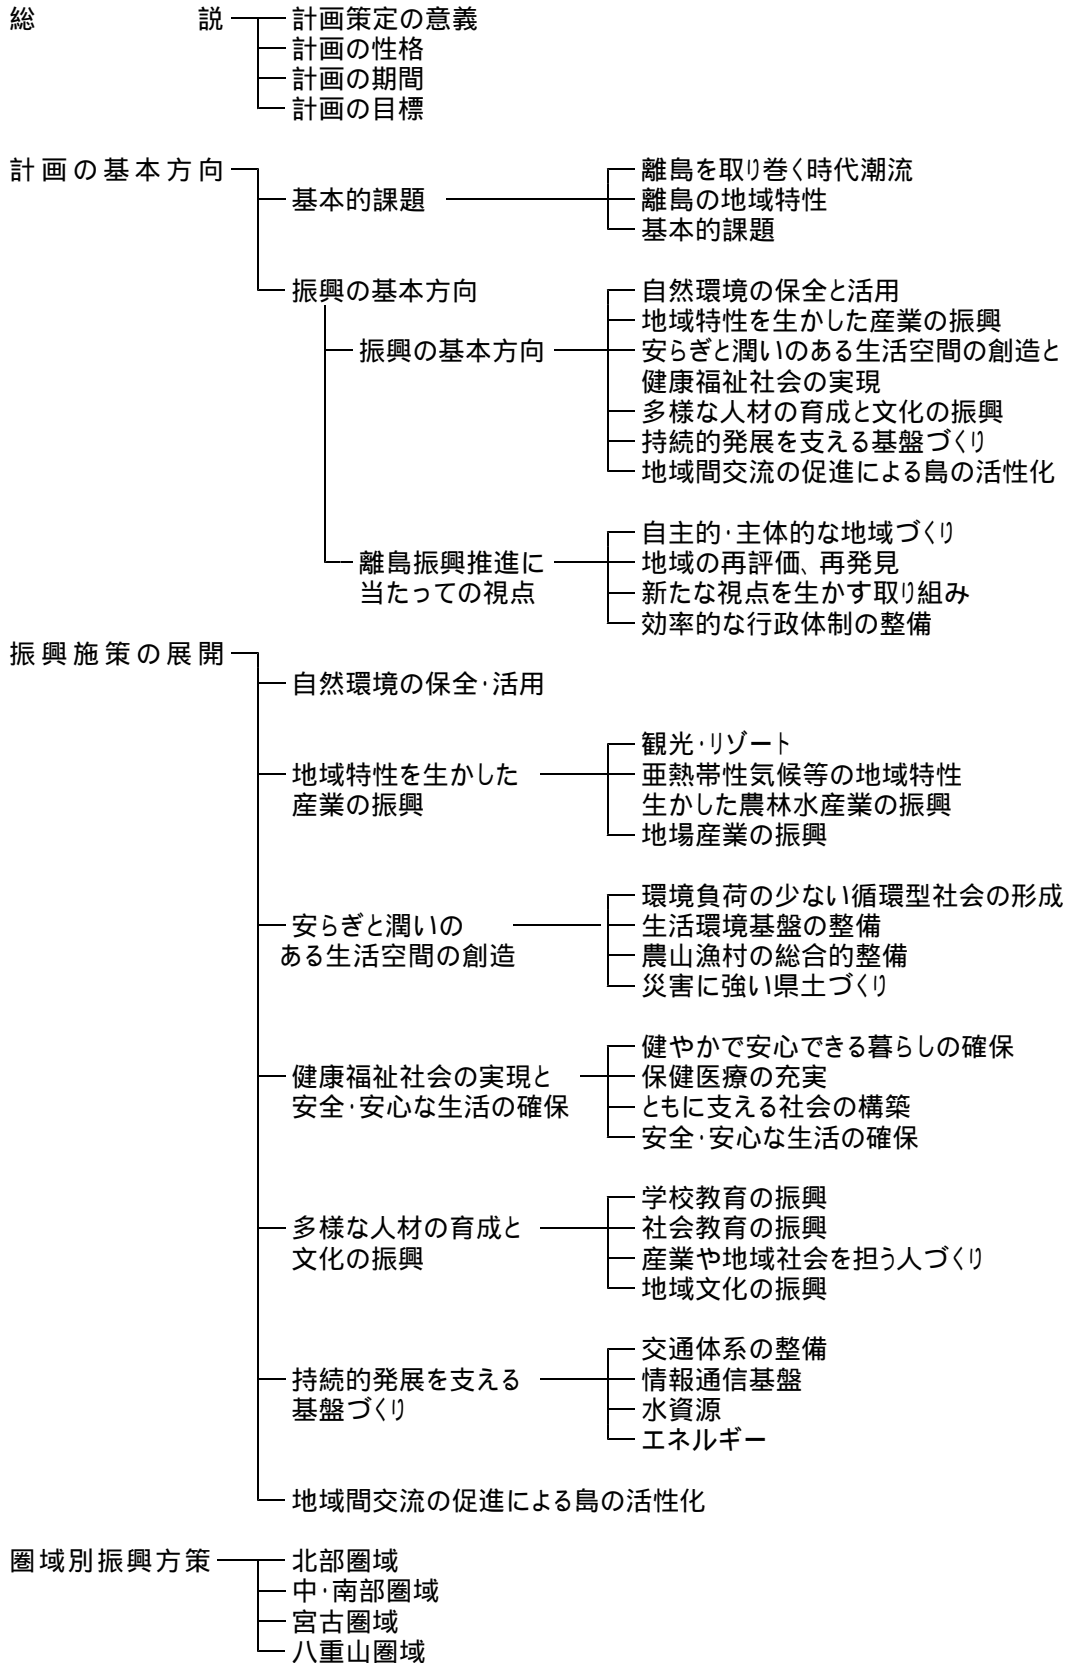 総説
計画策定の意義
計画の性格
計画の期間
計画の目標
計画の基本方向
基本的課題
離島を取り巻く時代潮流
離島の地域特性
基本的課題
振興の基本方向
振興の基本方向
自然環境の保全と活用
地域特性を生かした産業の振興
安らぎと潤いのある生活空間の創造と
健康福祉社会の実現
多様な人材の育成と文化の振興
持続的発展を支える基盤づくり
地域間交流の促進による島の活性化
離島振興推進に
当たっての視点
自主的・主体的な地域づくり
地域の再評価、再発見
新たな視点を生かす取り組み
効率的な行政体制の整備
振興施策の展開
自然環境の保全・活用
地域特性を生かした
産業の振興
観光・リゾート
亜熱帯性気候等の地域特性
生かした農林水産業の振興
地場産業の振興
安らぎと潤いの
ある生活空間の創造
環境負荷の少ない循環型社会の形成
生活環境基盤の整備
農山漁村の総合的整備
災害に強い県土づくり
健康福祉社会の実現と
安全・安心な生活の確保
健やかで安心できる暮らしの確保
保健医療の充実
ともに支える社会の構築
安全・安心な生活の確保
多様な人材の育成と
文化の振興
学校教育の振興
社会教育の振興
産業や地域社会を担う人づくり
地域文化の振興
持続的発展を支える
基盤づくり
交通体系の整備
情報通信基盤
水資源
エネルギー
地域間交流の促進による島の活性化
圏域別振興方策
北部圏域
中・南部圏域
宮古圏域
八重山圏域